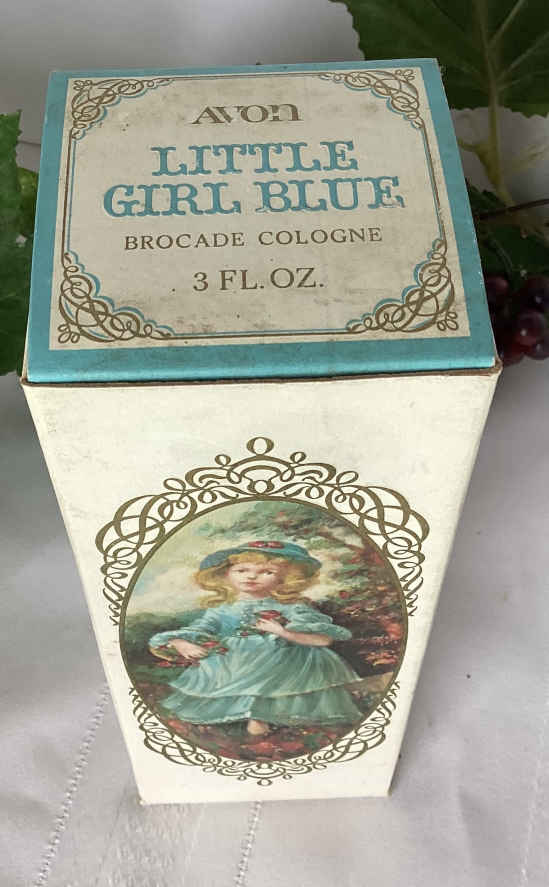 AVON
LITTLE
GIRL BLUE
BROCADE COLOGNE
3 FL. OZ.